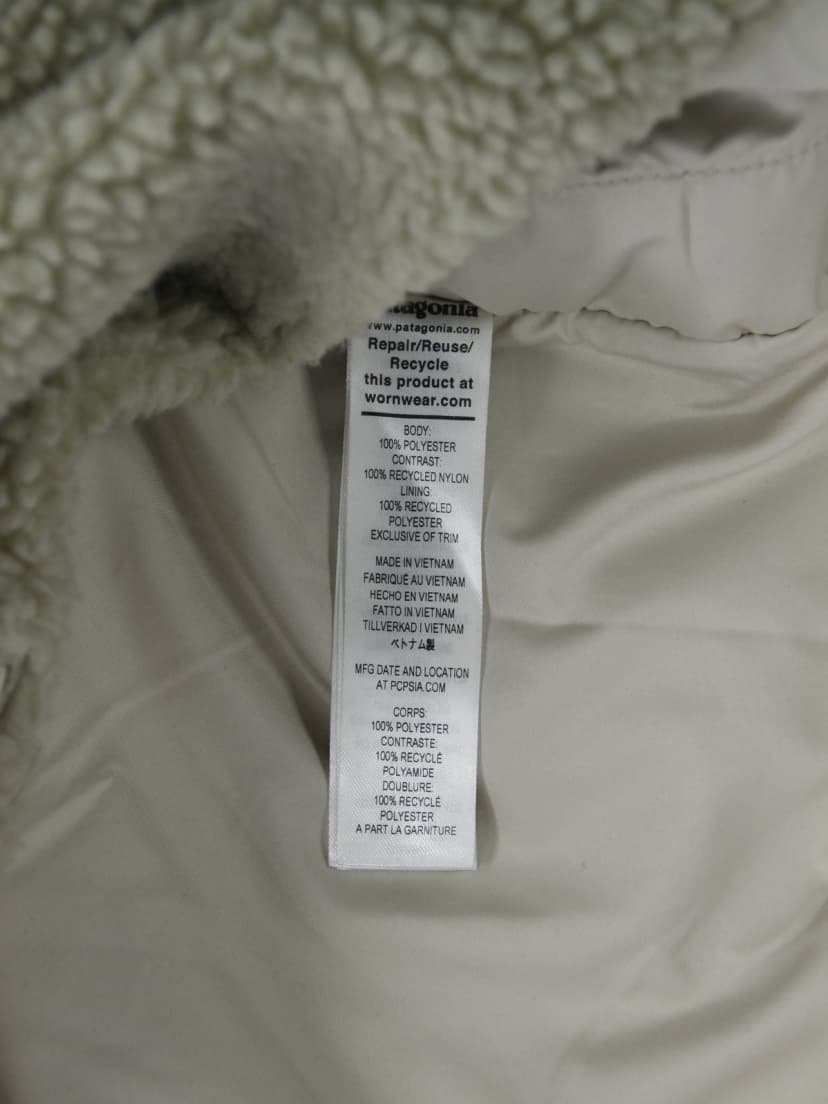 patagonia
www.patagonia.com
Repair/Reuse/
Recycle
this product at
wornwear.com
BODY:
100% POLYESTER
CONTRAST:
100% RECYCLED NYLON
LINING:
100% RECYCLED
POLYESTER
EXCLUSIVE OF TRIM
MADE IN VIETNAM
FABRIQUÉ AU VIETNAM
HECHO EN VIETNAM
FATTO IN VIETNAM
TILLVERKAD I VIETNAM
ベトナム製
MFG DATE AND LOCATION
AT PCPSIA.COM
CORPS:
100% POLYESTER
CONTRASTE:
100% RECYCLÉ
POLYAMIDE
DOUBLURE:
100% RECYCLÉ
POLYESTER
A PART LA GARNITURE